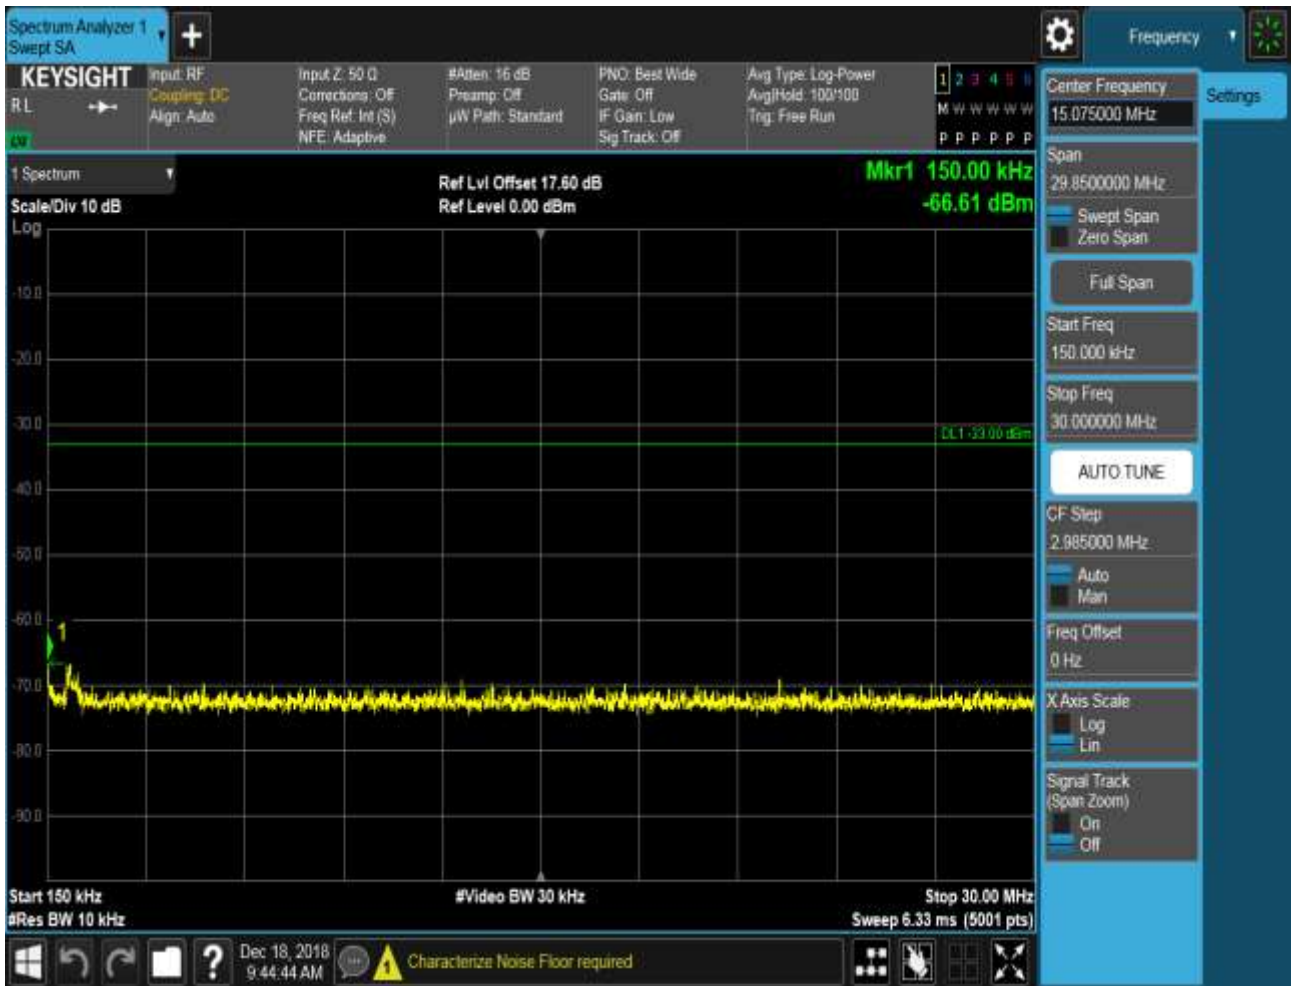 Spectrum Analyzer 1
Swept SA
Frequency
KEYSIGHT
RL
Input: RF
Coupling: DC
Align: Auto
Input Z: 50 Ω
Corrections: Off
Freq Ref: Int (S)
NFE: Adaptive
#Atten: 16 dB
Preamp: Off
µW Path: Standard
PNO: Best Wide
Gate: Off
IF Gain: Low
Sig Track: Off
Avg Type: Log-Power
Avg|Hold: 100/100
Trig: Free Run
1 2 3 4 5 6
M W W W W W
P P P P P P
1 Spectrum
Scale/Div 10 dB
Ref Lvl Offset 17.60 dB
Ref Level 0.00 dBm
Mkr1 150.00 kHz
-66.61 dBm
Log
-10.0
-20.0
-30.0
DL1 -33.00 dBm
-40.0
-50.0
-60.0
1
-70.0
-80.0
-90.0
Start 150 kHz
#Video BW 30 kHz
Stop 30.00 MHz
#Res BW 10 kHz
Sweep 6.33 ms (5001 pts)
Center Frequency
15.075000 MHz
Settings
Span
29.8500000 MHz
Swept Span
Zero Span
Full Span
Start Freq
150.000 kHz
Stop Freq
30.000000 MHz
AUTO TUNE
CF Step
2.985000 MHz
Auto
Man
Freq Offset
0 Hz
X Axis Scale
Log
Lin
Signal Track
(Span Zoom)
On
Off
?
Dec 18, 2018
9:44:44 AM
1
Characterize Noise Floor required